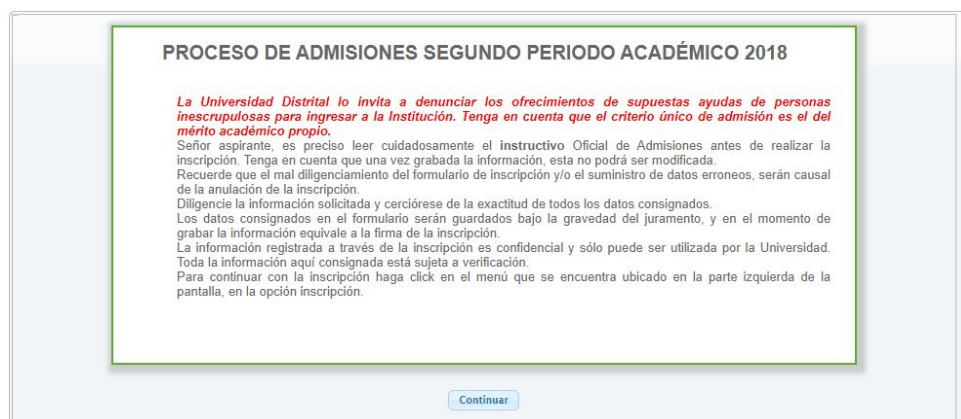 PROCESO DE ADMISIONES SEGUNDO PERIODO ACADÉMICO 2018
La Universidad Distrital lo invita a denunciar los ofrecimientos de supuestas ayudas de personas
inescrupulosas para ingresar a la Institución. Tenga en cuenta que el criterio único de admisión es el del
mérito académico propio.
Señor aspirante, es preciso leer cuidadosamente el instructivo Oficial de Admisiones antes de realizar la
inscripción. Tenga en cuenta que una vez grabada la información, esta no podrá ser modificada.
Recuerde que el mal diligenciamiento del formulario de inscripción y/o el suministro de datos erroneos, serán causal
de la anulación de la inscripción.
Diligencie la información solicitada y cerciórese de la exactitud de todos los datos consignados.
Los datos consignados en el formulario serán guardados bajo la gravedad del juramento, y en el momento de
grabar la información equivale a la firma de la inscripción.
La información registrada a través de la inscripción es confidencial y sólo puede ser utilizada por la Universidad.
Toda la información aquí consignada está sujeta a verificación.
Para continuar con la inscripción haga click en el menú que se encuentra ubicado en la parte izquierda de la
pantalla, en la opción inscripción.
Continuar